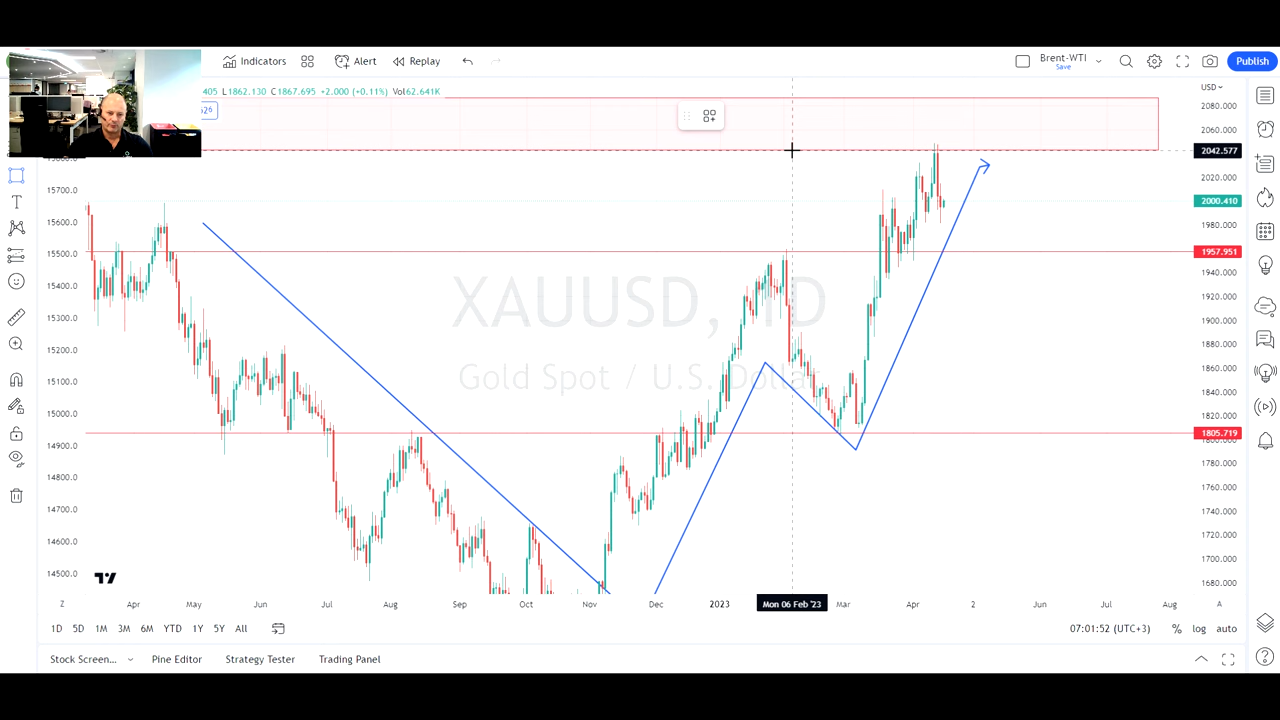 Indicators
Alert
Replay
Brent-WTI
Save
Publish
405 L1862.130 C1867.695 +2.000 (+0.11%) Vol62.641K
USD
2080.000
2060.000
2042.577
2020.000
2000.410
1980.000
1957.951
1940.000
1920.000
1900.000
1880.000
1860.000
1840.000
1820.000
1805.719
1780.000
1760.000
1740.000
1720.000
1700.000
1680.000
15700.0
15600.0
15500.0
15400.0
15300.0
15200.0
15100.0
15000.0
14900.0
14800.0
14700.0
14600.0
14500.0
XAUUSD, 1D
Gold Spot / U.S. Dollar
Z Apr May Jun Jul Aug Sep Oct Nov Dec 2023 Mon 06 Feb '23 Mar Apr 2 Jun Jul Aug A
1D 5D 1M 3M 6M YTD 1Y 5Y All
07:01:52 (UTC+3) % log auto
Stock Screen... Pine Editor Strategy Tester Trading Panel